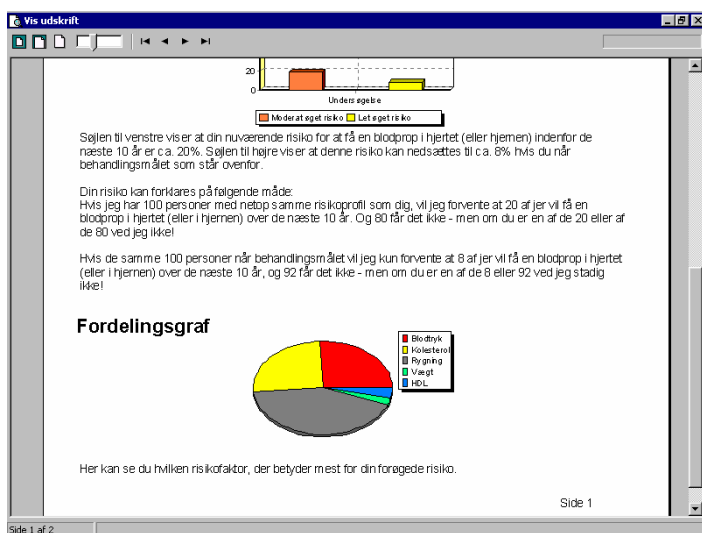 Vis udskrift
20
0
Undersøgelse
Moderat øget risiko Let øget risiko
Søjlen til venstre viser at din nuværende risiko for at få en blodprop i hjertet (eller hjernen) indenfor de
næste 10 år er ca. 20%. Søjlen til højre viser at denne risiko kan nedsættes til ca. 8% hvis du når
behandlingsmålet som står ovenfor.
Din risiko kan forklares på følgende måde:
Hvis jeg har 100 personer med netop samme risikoprofil som dig, vil jeg forvente at 20 af jer vil få en
blodprop i hjertet (eller i hjernen) over de næste 10 år. Og 80 får det ikke - men om du er en af de 20 eller af
de 80 ved jeg ikke!
Hvis de samme 100 personer når behandlingsmålet vil jeg kun forvente at 8 af jer vil få en blodprop i hjertet
(eller i hjernen) over de næste 10 år, og 92 får det ikke - men om du er en af de 8 eller 92 ved jeg stadig
ikke!
Fordelingsgraf
Blodtryk
Kolesterol
Rygning
Vægt
HDL
Her kan se du hvilken risikofaktor, der betyder mest for din forøgede risiko.
Side 1
Side 1 af 2